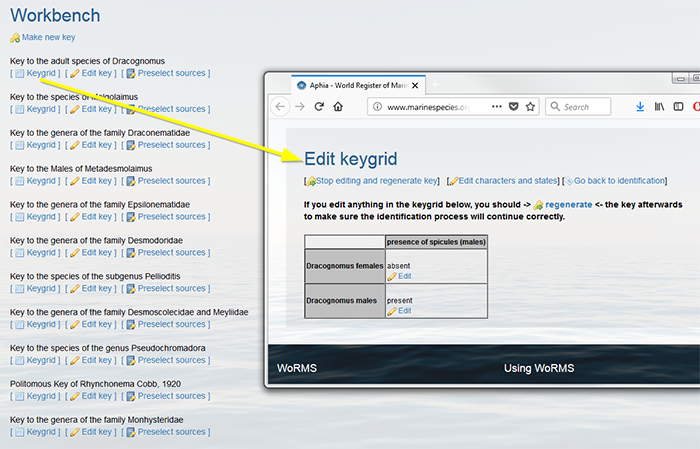 Workbench
Make new key
Key to the adult species of Dracognomus
[ Keygrid ] [ Edit key ] [ Preselect sources ]
Key to the species of Molgolaimus
[ Keygrid ] [ Edit key ] [ Preselect sources ]
Key to the genera of the family Draconematidae
[ Keygrid ] [ Edit key ] [ Preselect sources ]
Key to the Males of Metadesmolaimus
[ Keygrid ] [ Edit key ] [ Preselect sources ]
Key to the genera of the family Epsilonematidae
[ Keygrid ] [ Edit key ] [ Preselect sources ]
Key to the genera of the family Desmodoridae
[ Keygrid ] [ Edit key ] [ Preselect sources ]
Key to the species of the subgenus Pellioditis
[ Keygrid ] [ Edit key ] [ Preselect sources ]
Key to the genera of the family Desmoscolecidae and Meyliidae
[ Keygrid ] [ Edit key ] [ Preselect sources ]
Key to the species of the genus Pseudochromadora
[ Keygrid ] [ Edit key ] [ Preselect sources ]
Politomous Key of Rhynchonema Cobb, 1920
[ Keygrid ] [ Edit key ] [ Preselect sources ]
Key to the genera of the family Monhysteridae
[ Keygrid ] [ Edit key ] [ Preselect sources ]
Aphia - World Register of Marin
www.marinespecies.or
Search
Edit keygrid
[Stop editing and regenerate key] [Edit characters and states] [Go back to identification]
If you edit anything in the keygrid below, you should -> regenerate <- the key afterwards
to make sure the identification process will continue correctly.
presence of spicules (males)
Dracognomus females absent
Edit
Dracognomus males present
Edit
WoRMS Using WoRMS